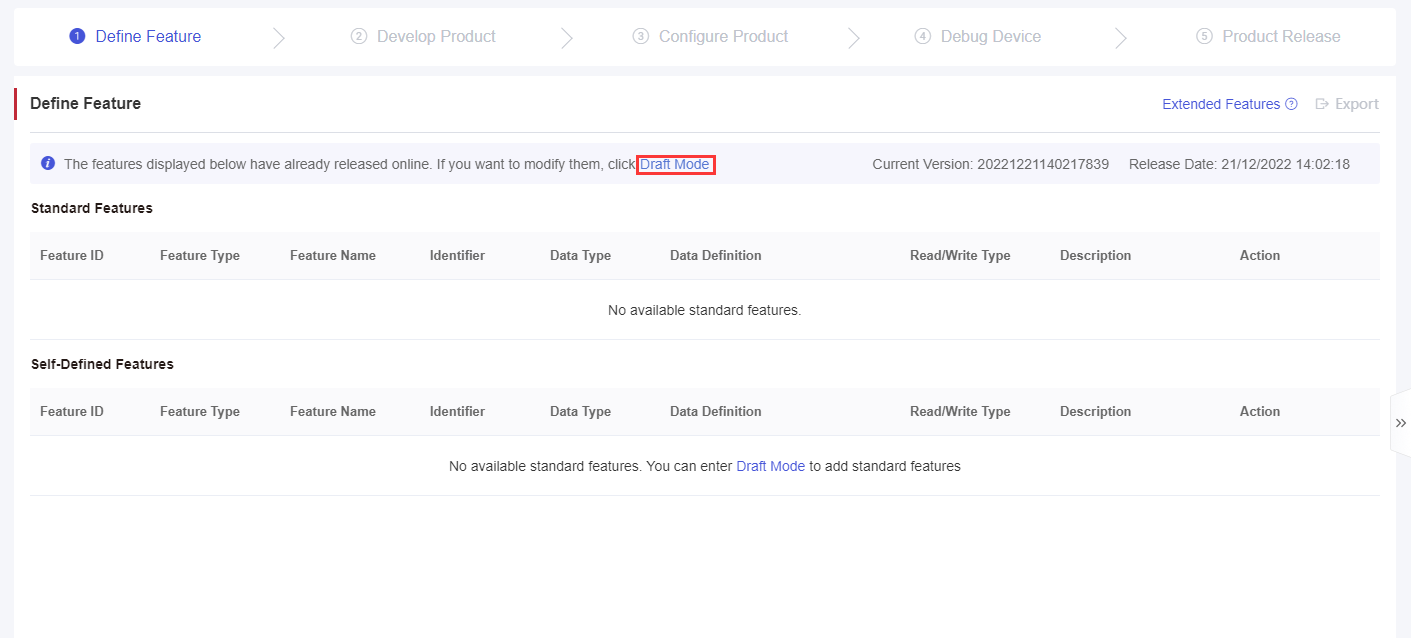 1 Define Feature 2 Develop Product 3 Configure Product 4 Debug Device 5 Product Release
Define Feature Extended Features ? Export
i The features displayed below have already released online. If you want to modify them, click Draft Mode Current Version: 20221221140217839 Release Date: 21/12/2022 14:02:18
Standard Features
Feature ID Feature Type Feature Name Identifier Data Type Data Definition Read/Write Type Description Action
No available standard features.
Self-Defined Features
Feature ID Feature Type Feature Name Identifier Data Type Data Definition Read/Write Type Description Action
No available standard features. You can enter Draft Mode to add standard features